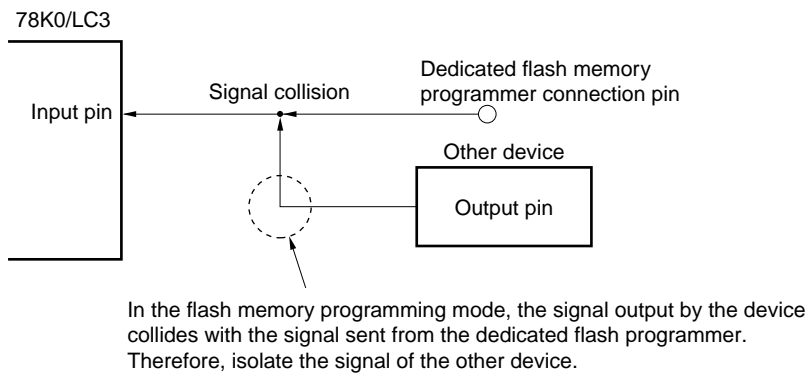 78K0/LC3
Input pin
Signal collision
Dedicated flash memory
programmer connection pin
Other device
Output pin
In the flash memory programming mode, the signal output by the device
collides with the signal sent from the dedicated flash programmer.
Therefore, isolate the signal of the other device.